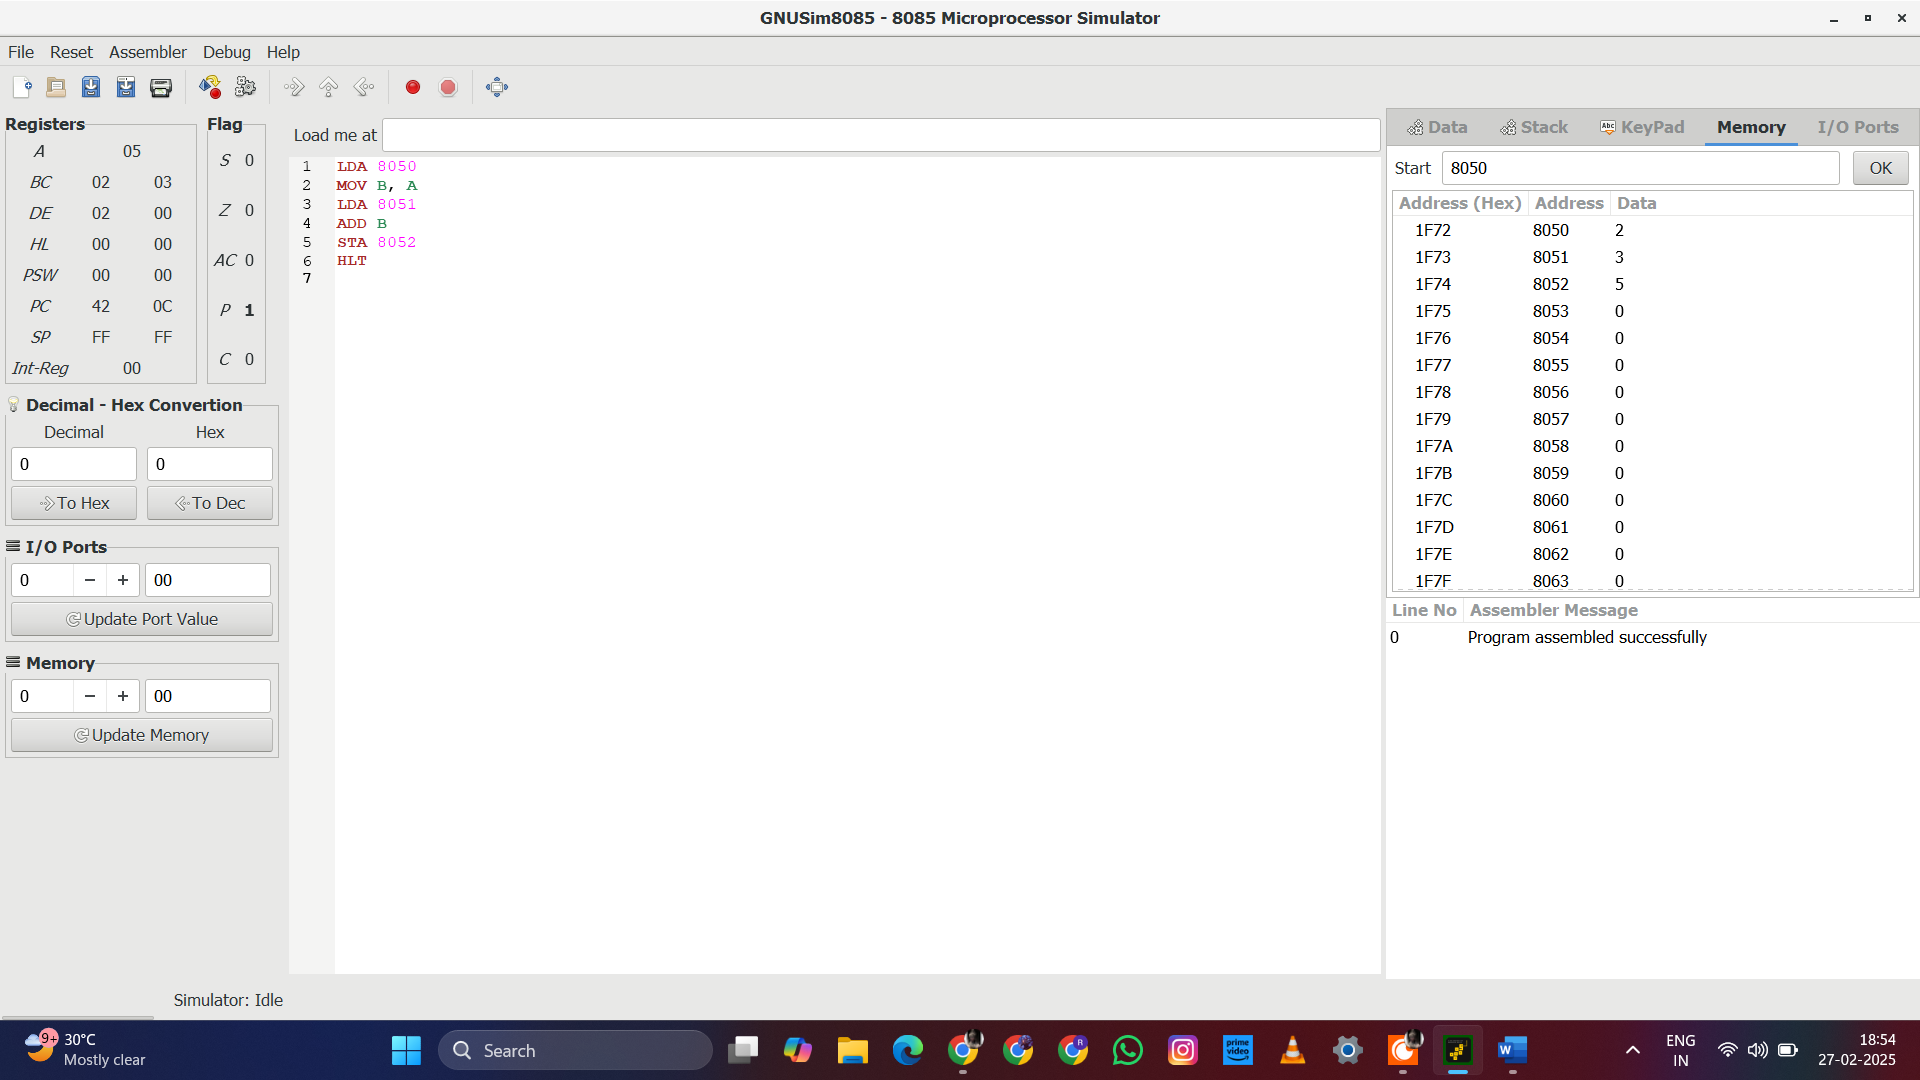 GNUSim8085 - 8085 Microprocessor Simulator
File Reset Assembler Debug Help
Registers
A 05
BC 02 03
DE 02 00
HL 00 00
PSW 00 00
PC 42 0C
SP FF FF
Int-Reg 00
Flag
S 0
Z 0
AC 0
P 1
C 0
Decimal - Hex Convertion
Decimal Hex
0 0
To Hex To Dec
I/O Ports
0 − + 00
Update Port Value
Memory
0 − + 00
Update Memory
Load me at
1 LDA 8050
2 MOV B, A
3 LDA 8051
4 ADD B
5 STA 8052
6 HLT
7
Data Stack Abc KeyPad Memory I/O Ports
Start 8050 OK
Address (Hex) Address Data
1F72 8050 2
1F73 8051 3
1F74 8052 5
1F75 8053 0
1F76 8054 0
1F77 8055 0
1F78 8056 0
1F79 8057 0
1F7A 8058 0
1F7B 8059 0
1F7C 8060 0
1F7D 8061 0
1F7E 8062 0
1F7F 8063 0
Line No Assembler Message
0 Program assembled successfully
Simulator: Idle
9+ 30°C
Mostly clear
Search
R
prime video
W
ENG
IN
18:54
27-02-2025